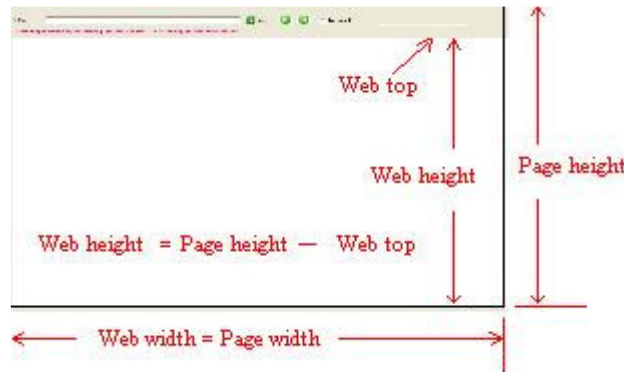 Web top
Web height
Page height
Web height = Page height — Web top
Web width = Page width